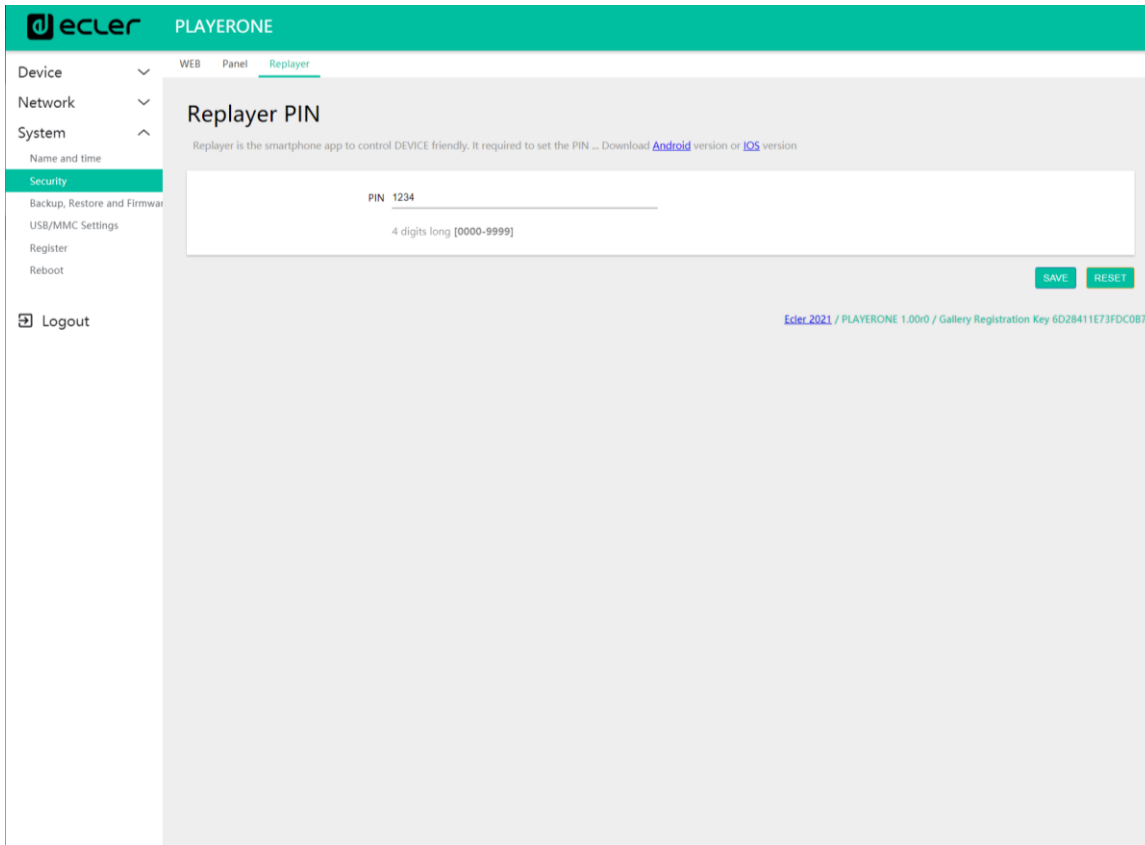 ecler PLAYERONE
WEB Panel Replayer
Device
Network
System
Name and time
Security
Backup, Restore and Firmwar
USB/MMC Settings
Register
Reboot
Logout
Replayer PIN
Replayer is the smartphone app to control DEVICE friendly. It required to set the PIN ... Download Android version or IOS version
PIN 1234
4 digits long [0000-9999]
SAVE RESET
Ecler 2021 / PLAYERONE 1.00r0 / Gallery Registration Key 6D28411E73FDC0B7